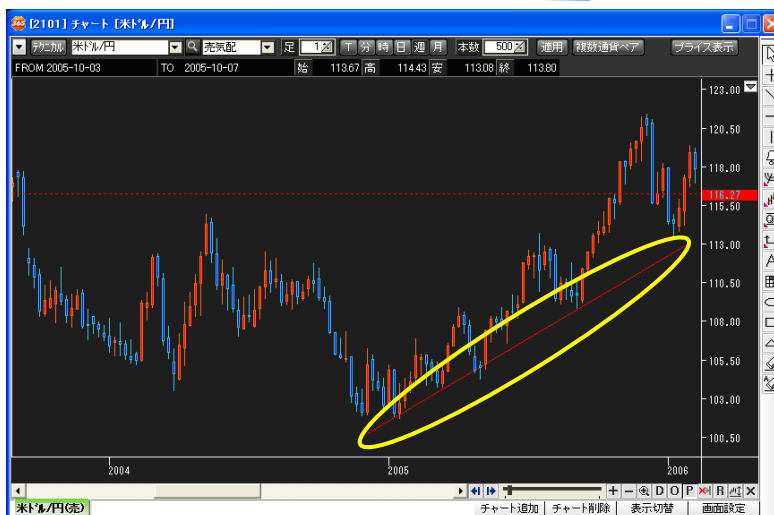 [2101] チャート [米ドル/円]
テクニカル 米ドル/円 売気配 足 1 T 分 時 日 週 月 本数 500 適用 複数通貨ペア プライス表示
FROM 2005-10-03 TO 2005-10-07 始 113.67 高 114.43 安 113.08 終 113.80
123.00
120.50
118.00
116.27
115.50
113.00
110.50
108.00
105.50
103.00
100.50
2004 2005 2006
D O P R
米ドル/円(売) チャート追加 チャート削除 表示切替 画面設定